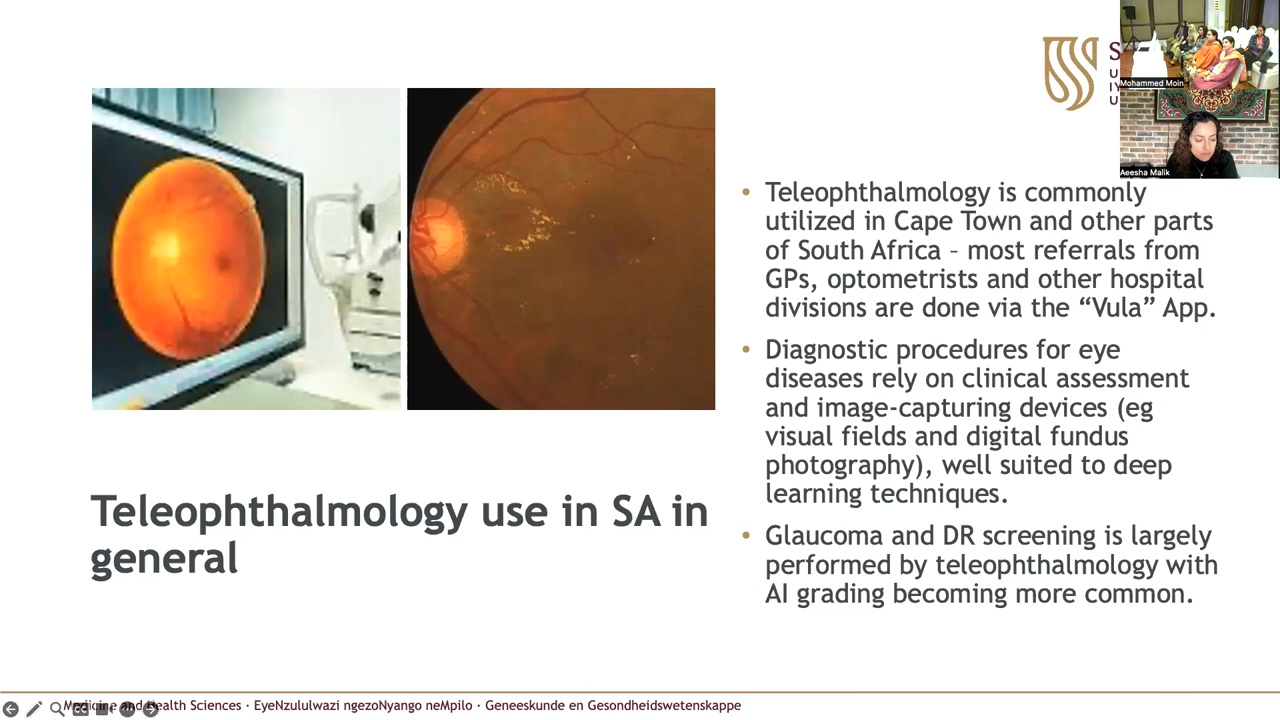 S
U
IY
U
Mohammed Moin
Aeesha Malik
• Teleophthalmology is commonly
utilized in Cape Town and other parts
of South Africa – most referrals from
GPs, optometrists and other hospital
divisions are done via the “Vula” App.
• Diagnostic procedures for eye
diseases rely on clinical assessment
and image-capturing devices (eg
visual fields and digital fundus
photography), well suited to deep
learning techniques.
• Glaucoma and DR screening is largely
performed by teleophthalmology with
AI grading becoming more common.
Teleophthalmology use in SA in
general
Medicine and Health Sciences · EyeNzululwazi ngezoNyango neMpilo · Geneeskunde en Gesondheidswetenskappe